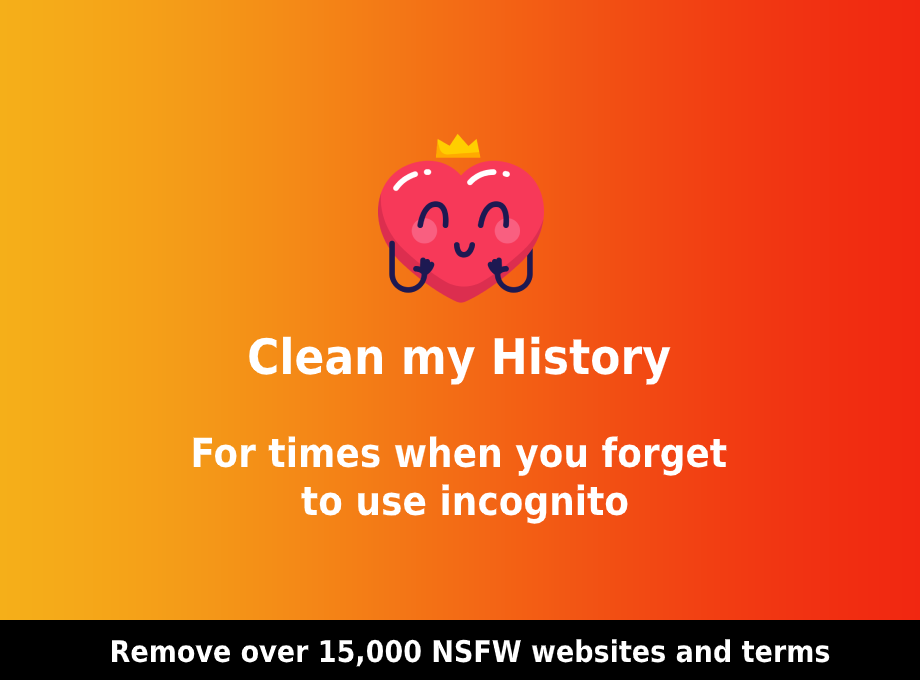 Clean my History
For times when you forget
to use incognito
Remove over 15,000 NSFW websites and terms